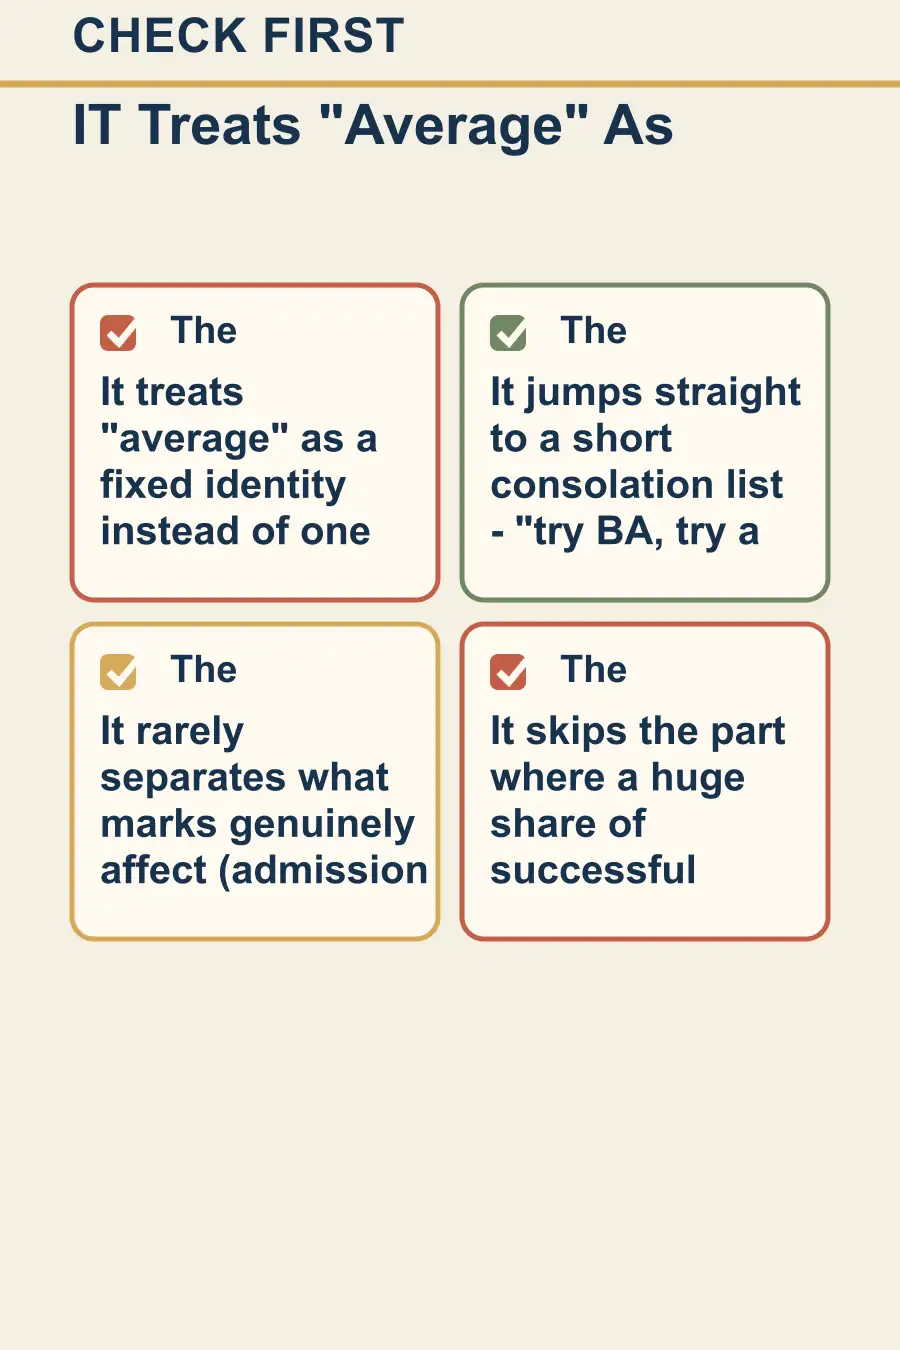 CHECK FIRST
IT Treats "Average" As
The
It treats
"average" as a
fixed identity
instead of one
The
It jumps straight
to a short
consolation list
- "try BA, try a
The
It rarely
separates what
marks genuinely
affect (admission
The
It skips the part
where a huge
share of
successful